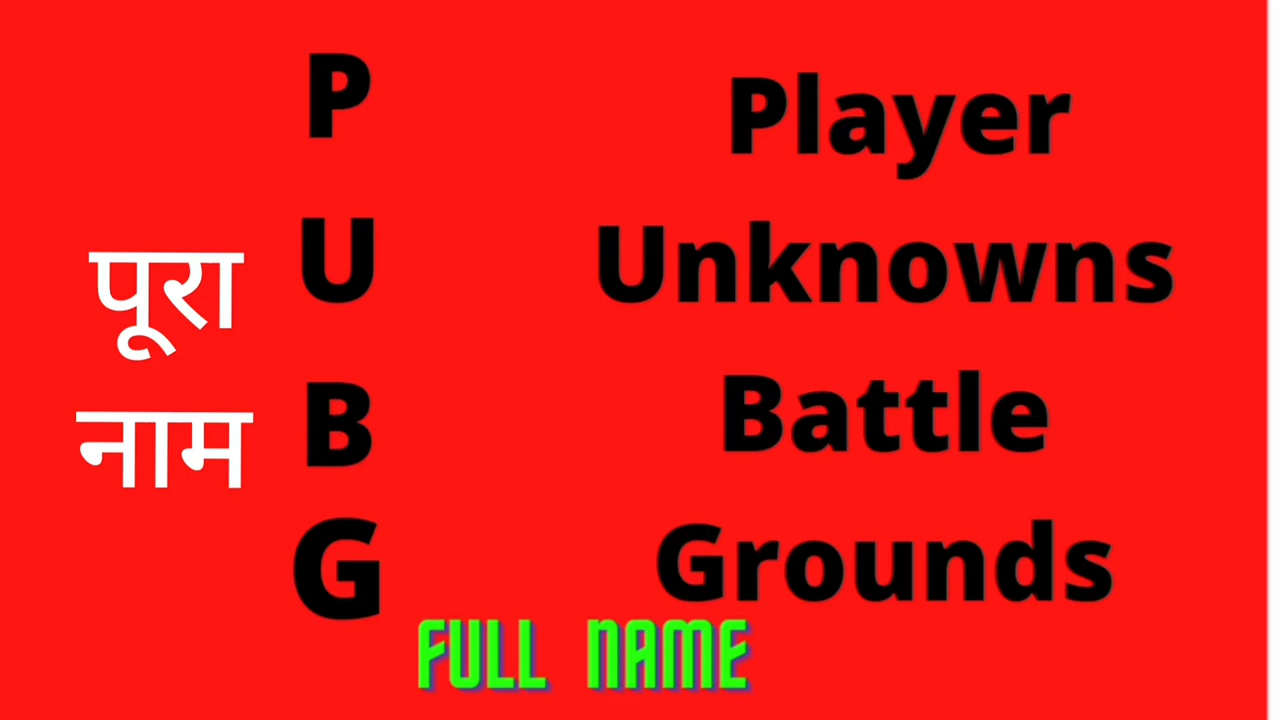 P Player
U Unknowns
पूरा
B Battle
नाम
G Grounds
FULL NAME